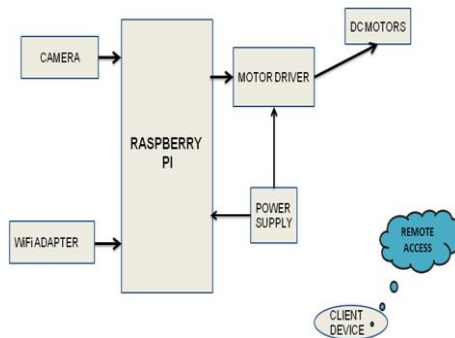 DC MOTORS
CAMERA
MOTOR DRIVER
RASPBERRY
PI
POWER
SUPPLY
WiFi ADAPTER
REMOTE
ACCESS
CLIENT
DEVICE